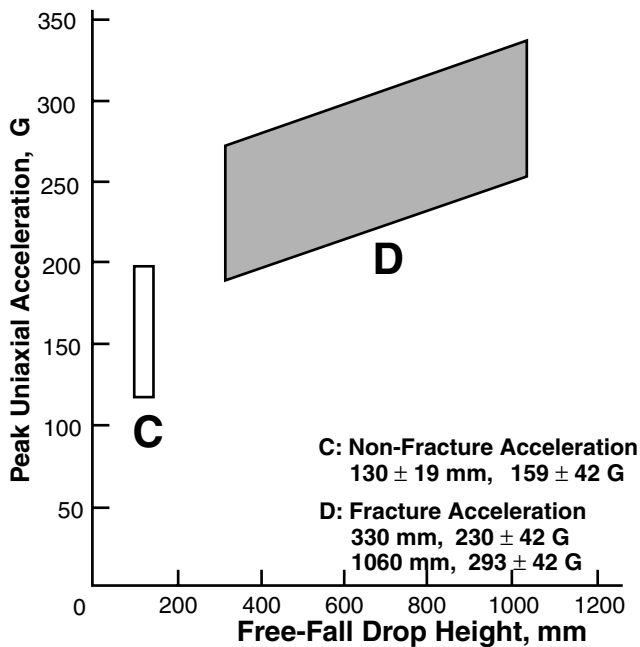 350
300
250
200
150
100
50
Peak Uniaxial Acceleration, G
D
C
C: Non-Fracture Acceleration
130 ± 19 mm, 159 ± 42 G
D: Fracture Acceleration
330 mm, 230 ± 42 G
1060 mm, 293 ± 42 G
0 200 400 600 800 1000 1200
Free-Fall Drop Height, mm